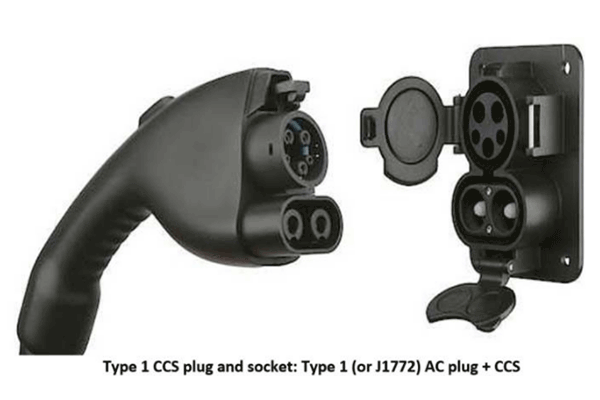 Type 1 CCS plug and socket: Type 1 (or J1772) AC plug + CCS